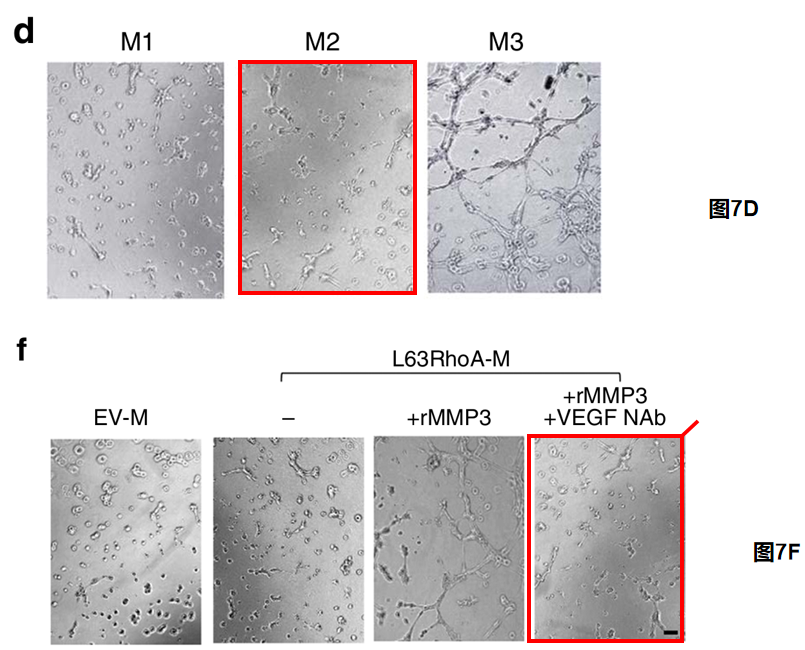 d
M1 M2 M3
图7D
f
L63RhoA-M
+rMMP3
EV-M – +rMMP3 +VEGF NAb
图7F